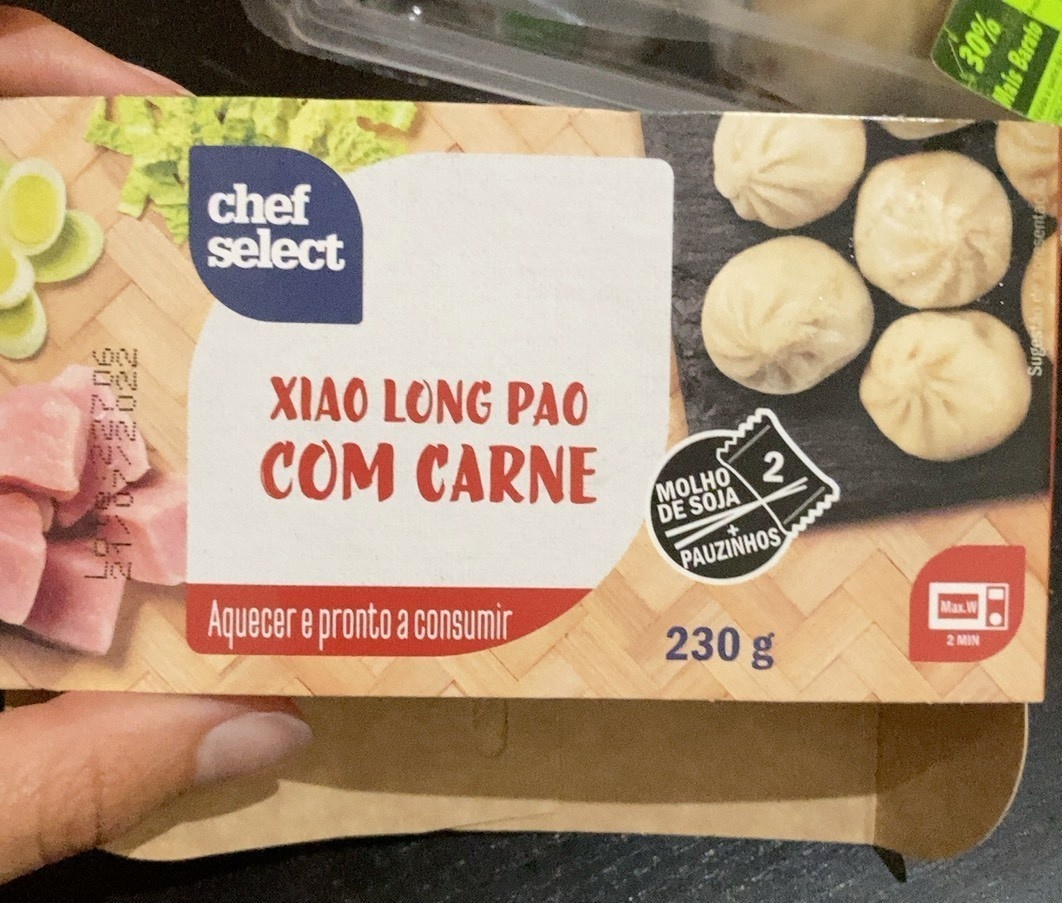 30%
chef
select
XIAO LONG PAO
COM CARNE
Aquecer e pronto a consumir
MOLHO
DE SOJA
2
+
PAUZINHOS
230 g
Max.W
2 MIN